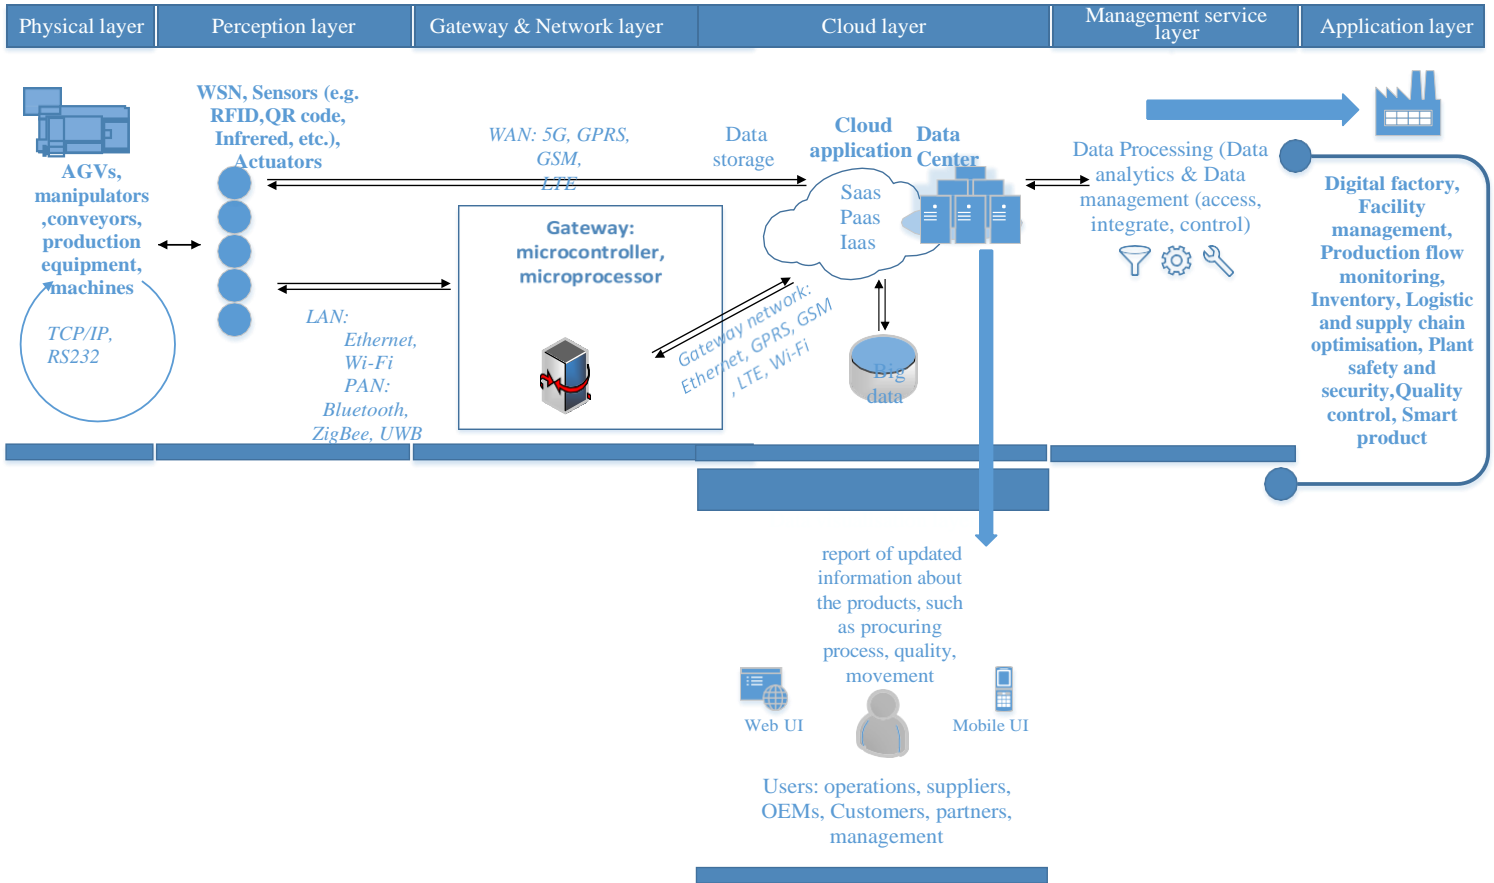 Physical layer
Perception layer
Gateway & Network layer
Cloud layer
Management service
layer
Application layer
AGVs,
manipulators
,conveyors,
production
equipment,
machines
TCP/IP,
RS232
WSN, Sensors (e.g.
RFID,QR code,
Infrered, etc.),
Actuators
LAN:
Ethernet,
Wi-Fi
PAN:
Bluetooth,
ZigBee, UWB
WAN: 5G, GPRS,
GSM,
LTE
Gateway:
microcontroller,
microprocessor
Gateway network:
Ethernet, GPRS, GSM
, LTE, Wi-Fi
Data
storage
Cloud
application
Data
Center
Saas
Paas
Iaas
Big
data
Data Processing (Data
analytics & Data
management (access,
integrate, control)
Digital factory,
Facility
management,
Production flow
monitoring,
Inventory, Logistic
and supply chain
optimisation, Plant
safety and
security,Quality
control, Smart
product
report of updated
information about
the products, such
as procuring
process, quality,
movement
Web UI
Mobile UI
Users: operations, suppliers,
OEMs, Customers, partners,
management